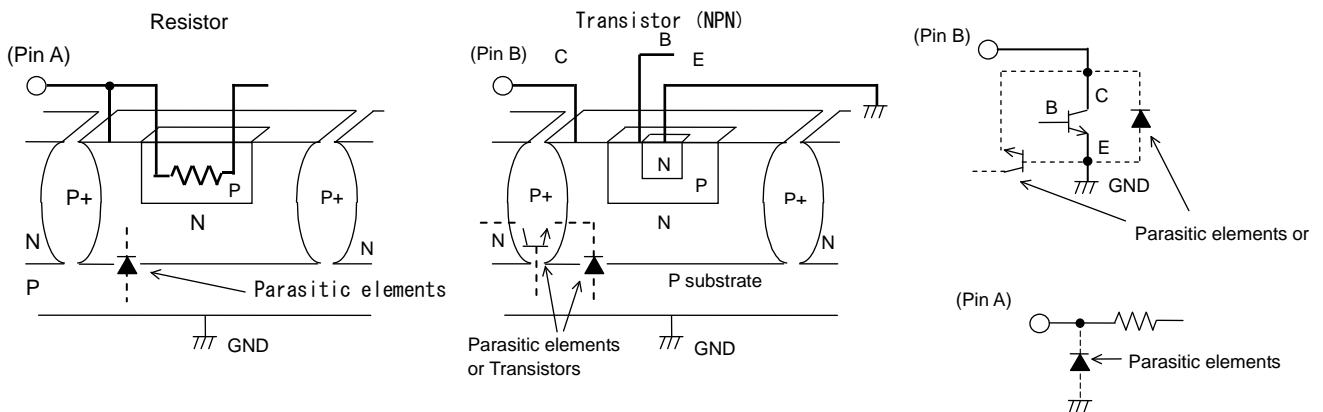 Resistor
(Pin A)
P+
P
N
P+
N
N
P
Parasitic elements
GND
Transistor (NPN)
(Pin B)
C
B
E
P+
N
P
N
P+
N
N
P substrate
GND
Parasitic elements
or Transistors
(Pin B)
C
B
E
GND
Parasitic elements or
(Pin A)
Parasitic elements